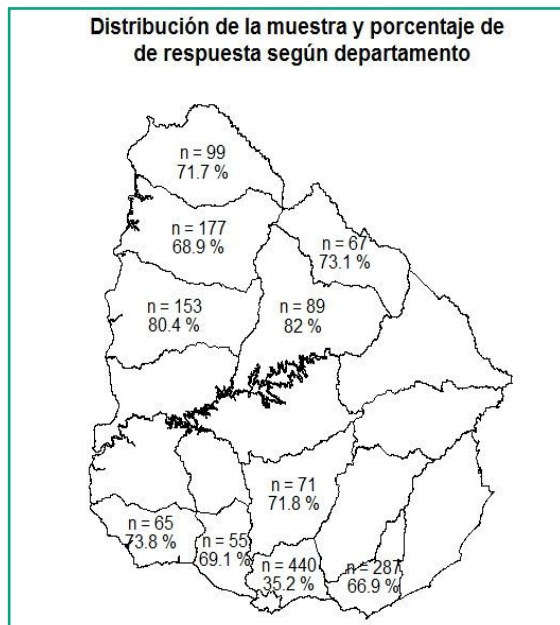 Distribución de la muestra y porcentaje de
de respuesta según departamento
n = 99
71.7 %
n = 177
68.9 %
n = 67
73.1 %
n = 153
80.4 %
n = 89
82 %
n = 71
71.8 %
n = 65
73.8 %
n = 55
69.1 %
n = 440
35.2 %
n = 287
66.9 %